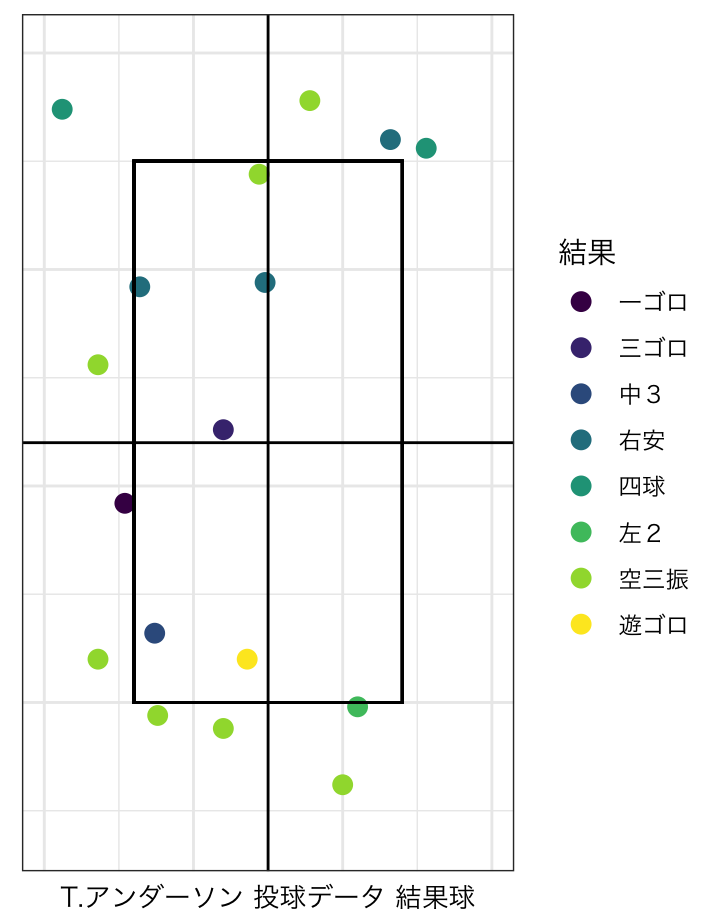 結果
一ゴロ
三ゴロ
中３
右安
四球
左２
空三振
遊ゴロ
T.アンダーソン 投球データ 結果球